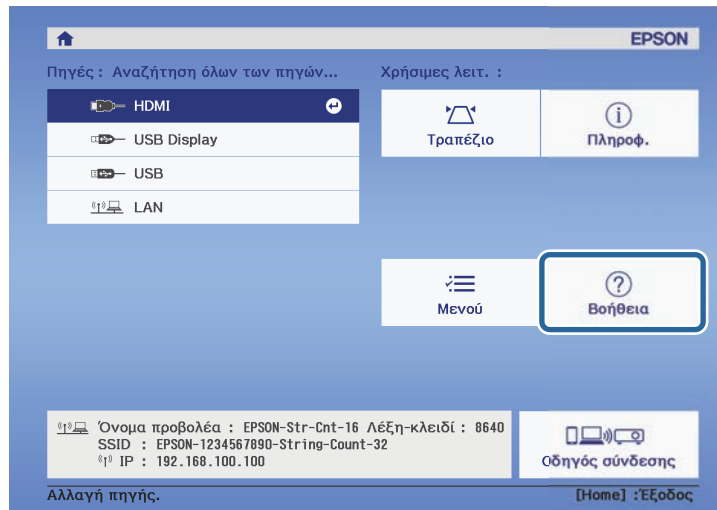 EPSON
Πηγές : Αναζήτηση όλων των πηγών...
Χρήσιμες λειτ. :
HDMI
USB Display
USB
LAN
Τραπέζιο
Πληροφ.
Μενού
Βοήθεια
Όνομα προβολέα : EPSON-Str-Cnt-16 Λέξη-κλειδί : 8640
SSID : EPSON-1234567890-String-Count-32
IP : 192.168.100.100
Οδηγός σύνδεσης
Αλλαγή πηγής.
[Home] :Έξοδος